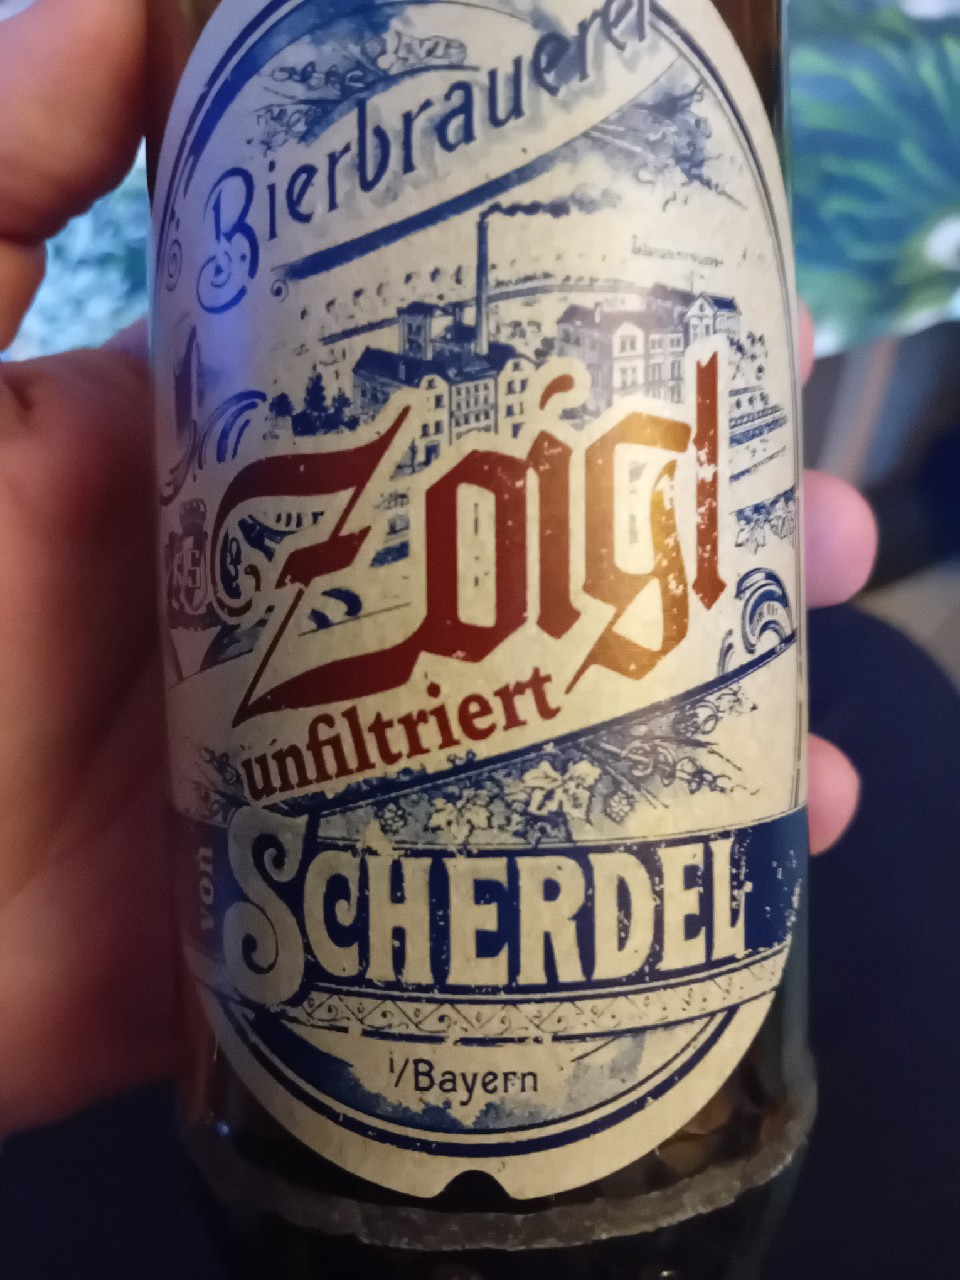 Bierbrauerei
Zoigl
unfiltriert
von
SCHERDEL
i/Bayern